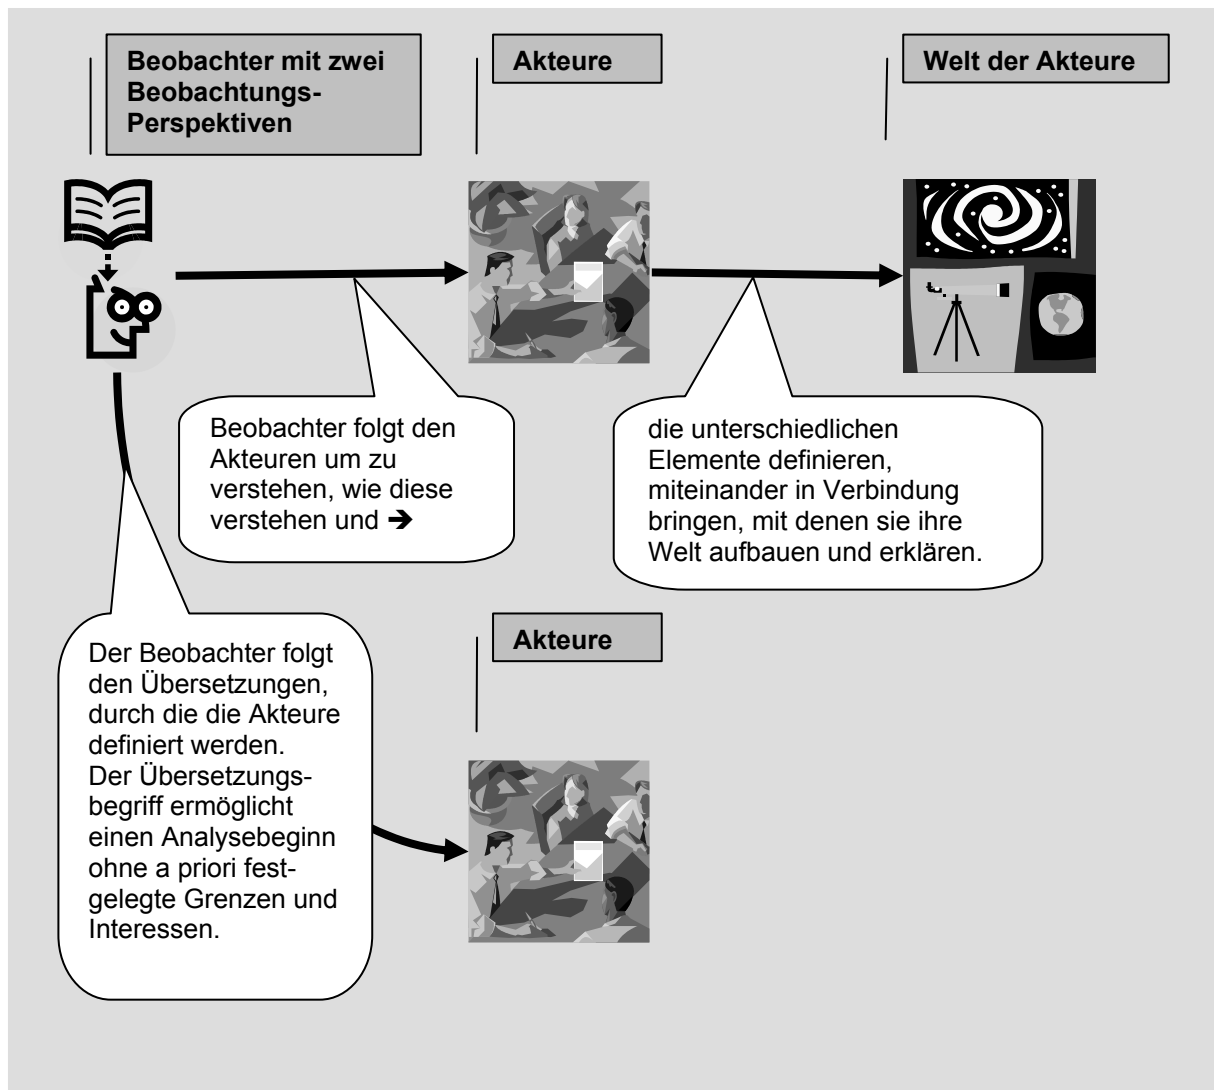 Beobachter mit zwei
Beobachtungs-
Perspektiven
Akteure
Welt der Akteure
Beobachter folgt den
Akteuren um zu
verstehen, wie diese
verstehen und ➔
die unterschiedlichen
Elemente definieren,
miteinander in Verbindung
bringen, mit denen sie ihre
Welt aufbauen und erklären.
Akteure
Der Beobachter folgt
den Übersetzungen,
durch die die Akteure
definiert werden.
Der Übersetzungs-
begriff ermöglicht
einen Analysebeginn
ohne a priori fest-
gelegte Grenzen und
Interessen.